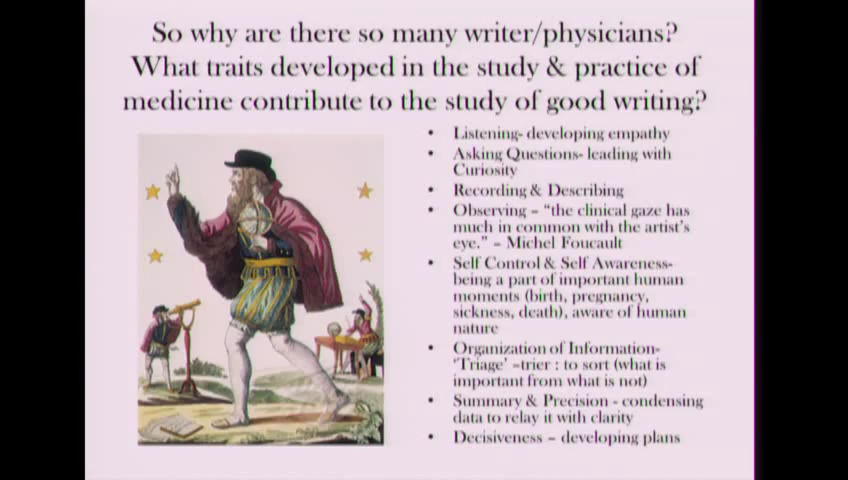 So why are there so many writer/physicians?
What traits developed in the study & practice of
medicine contribute to the study of good writing?
• Listening- developing empathy
• Asking Questions- leading with
Curiosity
• Recording & Describing
• Observing – “the clinical gaze has
much in common with the artist’s
eye.” – Michel Foucault
• Self Control & Self Awareness-
being a part of important human
moments (birth, pregnancy,
sickness, death), aware of human
nature
• Organization of Information-
‘Triage’ –trier : to sort (what is
important from what is not)
• Summary & Precision - condensing
data to relay it with clarity
• Decisiveness – developing plans